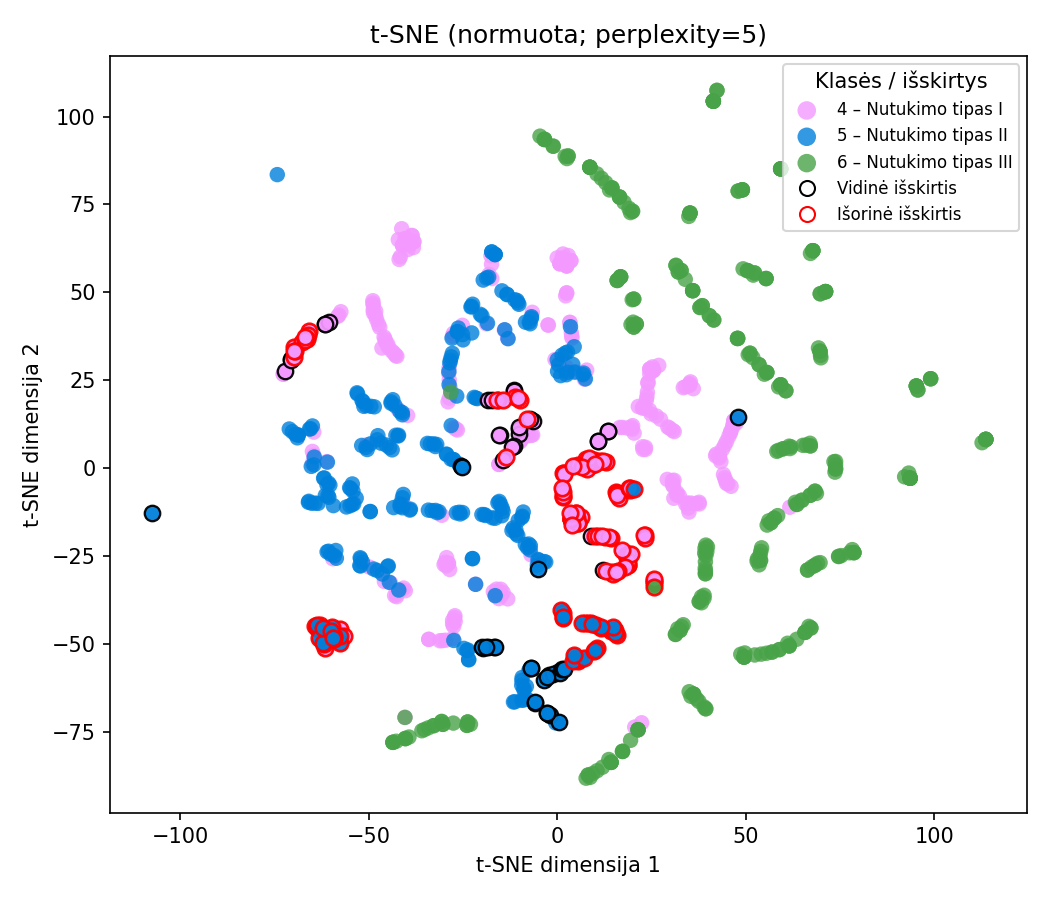 t-SNE (normuota; perplexity=5)
Klasės / išskirtys
4 – Nutukimo tipas I
5 – Nutukimo tipas II
6 – Nutukimo tipas III
Vidinė išskirtis
Išorinė išskirtis
t-SNE dimensija 2
100
75
50
25
0
−25
−50
−75
−100
−50
0
50
100
t-SNE dimensija 1